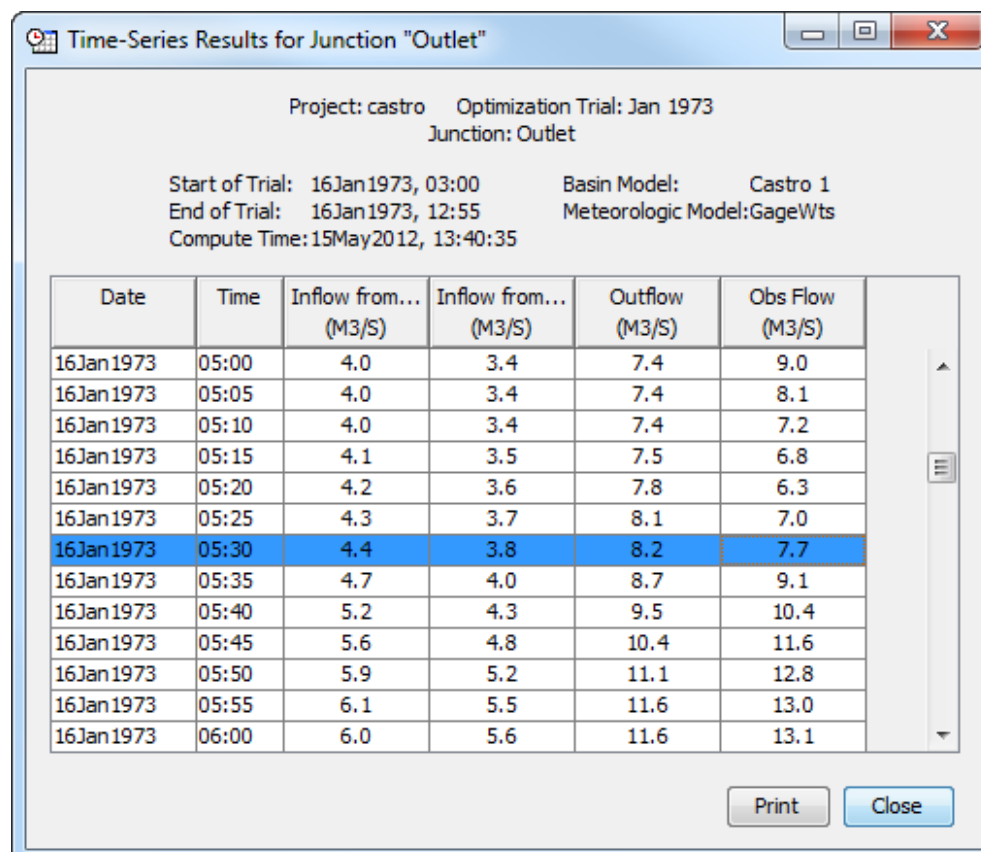 Time-Series Results for Junction "Outlet"
Project: castro Optimization Trial: Jan 1973
Junction: Outlet
Start of Trial: 16Jan1973, 03:00 Basin Model: Castro 1
End of Trial: 16Jan1973, 12:55 Meteorologic Model:GageWts
Compute Time:15May2012, 13:40:35
Date Time Inflow from... Inflow from... Outflow Obs Flow
(M3/S) (M3/S) (M3/S) (M3/S)
16Jan1973 05:00 4.0 3.4 7.4 9.0
16Jan1973 05:05 4.0 3.4 7.4 8.1
16Jan1973 05:10 4.0 3.4 7.4 7.2
16Jan1973 05:15 4.1 3.5 7.5 6.8
16Jan1973 05:20 4.2 3.6 7.8 6.3
16Jan1973 05:25 4.3 3.7 8.1 7.0
16Jan1973 05:30 4.4 3.8 8.2 7.7
16Jan1973 05:35 4.7 4.0 8.7 9.1
16Jan1973 05:40 5.2 4.3 9.5 10.4
16Jan1973 05:45 5.6 4.8 10.4 11.6
16Jan1973 05:50 5.9 5.2 11.1 12.8
16Jan1973 05:55 6.1 5.5 11.6 13.0
16Jan1973 06:00 6.0 5.6 11.6 13.1
Print Close